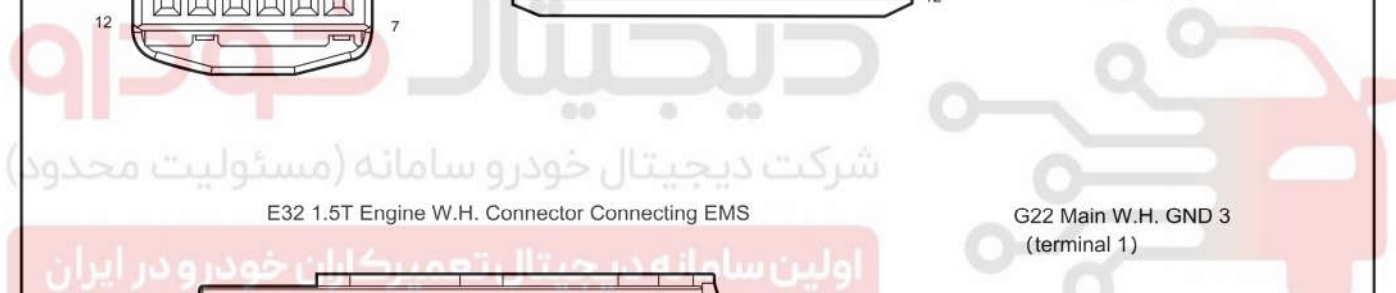 12
7
12
دیجیتال خودرو
شرکت دیجیتال خودرو سامانه (مسئولیت محدود)
E32 1.5T Engine W.H. Connector Connecting EMS
G22 Main W.H. GND 3
(terminal 1)
اولین سامانه دیجیتال تعمیرکاران خودرو در ایران